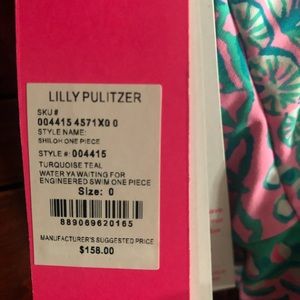 LILLY PULITZER
SKU#
004415 4571X0 0
STYLE NAME:
SHILOH ONE PIECE
STYLE #: 004415
TURQUOISE TEAL
WATER YA WAITING FOR
ENGINEERED SWIM ONE PIECE
Size: 0
889069620165
MANUFACTURER'S SUGGESTED PRICE
$158.00